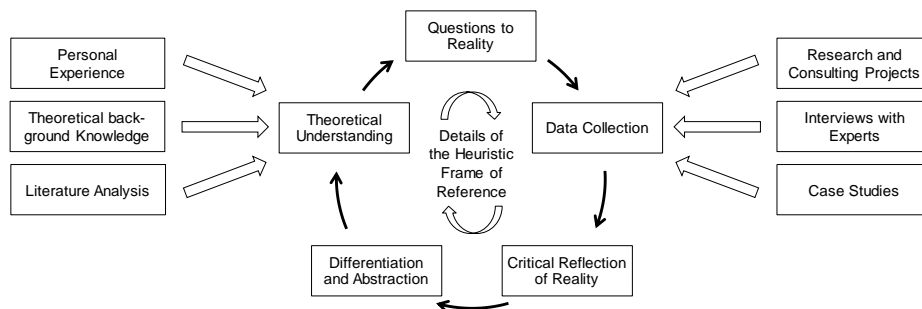 Questions to
Reality
Personal
Experience
Theoretical back-
ground Knowledge
Literature Analysis
Theoretical
Understanding
Details of
the Heuristic
Frame of
Reference
Data Collection
Research and
Consulting Projects
Interviews with
Experts
Case Studies
Differentiation
and Abstraction
Critical Reflection
of Reality